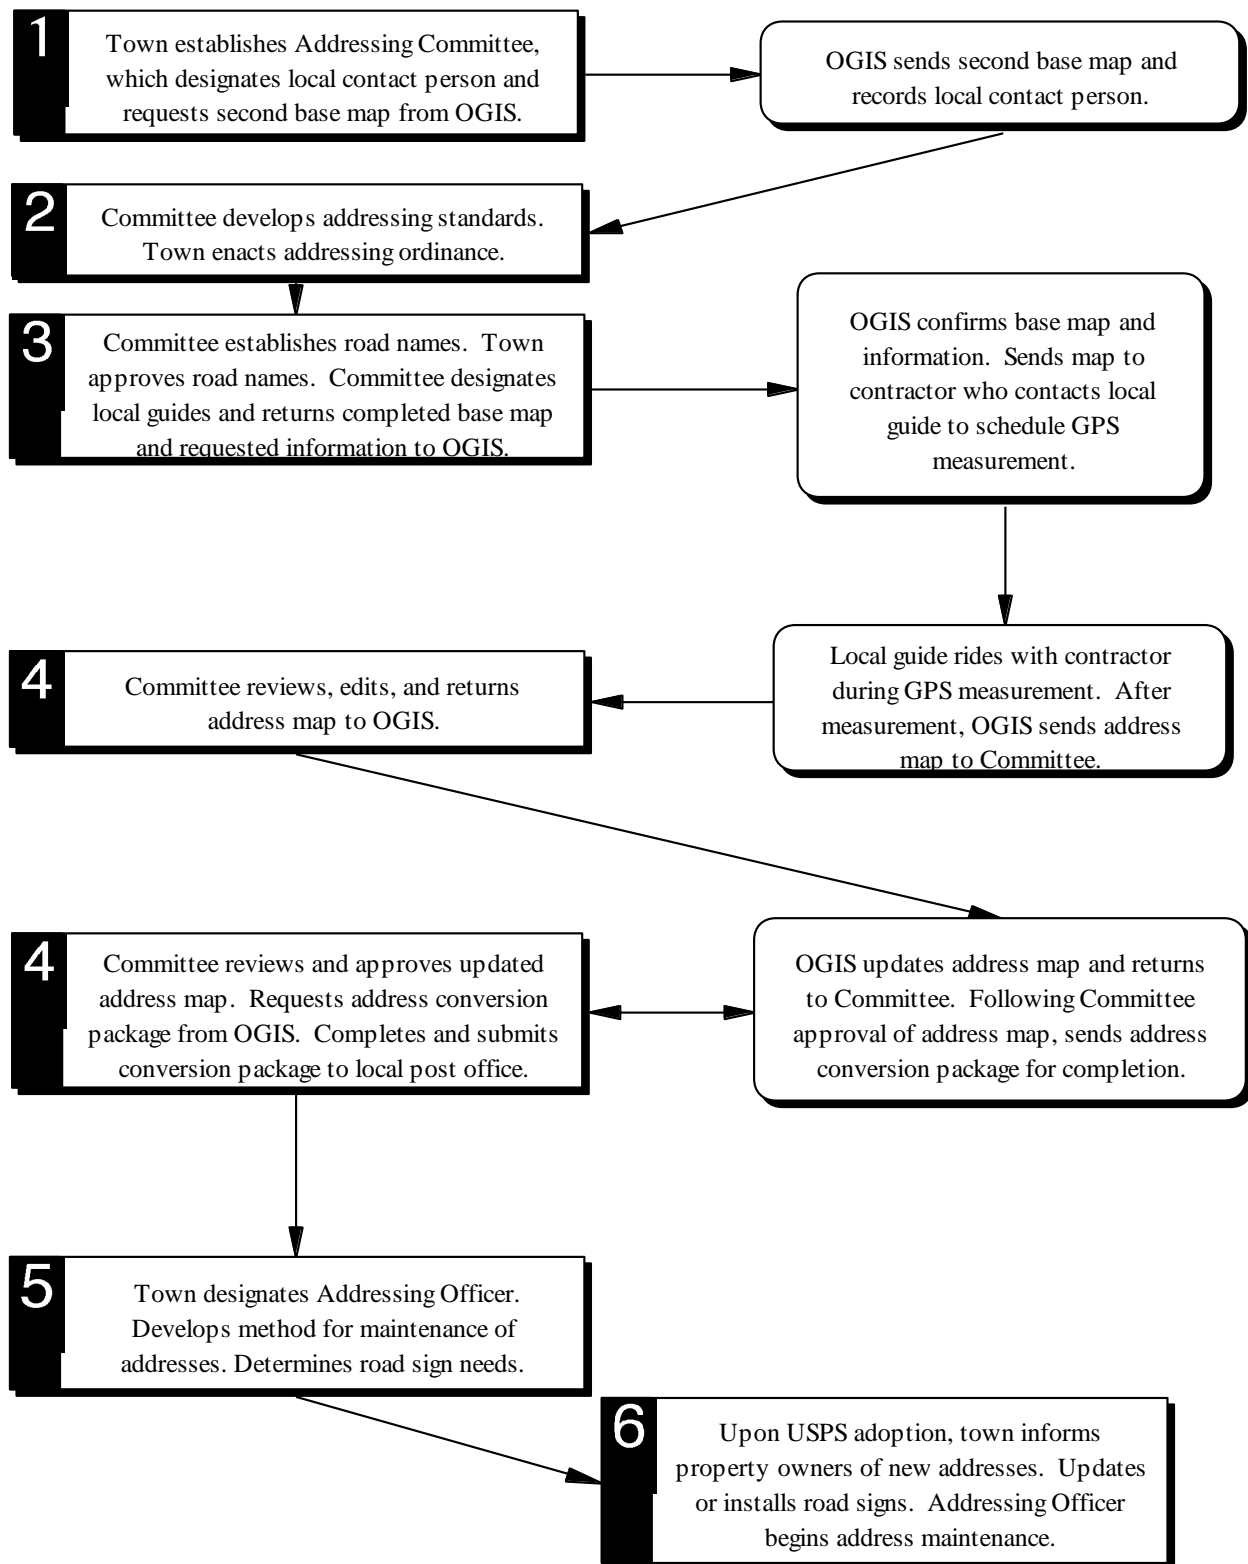 1
Town establishes Addressing Committee,
which designates local contact person and
requests second base map from OGIS.
OGIS sends second base map and
records local contact person.
2
Committee develops addressing standards.
Town enacts addressing ordinance.
3
Committee establishes road names. Town
approves road names. Committee designates
local guides and returns completed base map
and requested information to OGIS.
OGIS confirms base map and
information. Sends map to
contractor who contacts local
guide to schedule GPS
measurement.
Local guide rides with contractor
during GPS measurement. After
measurement, OGIS sends address
map to Committee.
4
Committee reviews, edits, and returns
address map to OGIS.
OGIS updates address map and returns
to Committee. Following Committee
approval of address map, sends address
conversion package for completion.
4
Committee reviews and approves updated
address map. Requests address conversion
package from OGIS. Completes and submits
conversion package to local post office.
5
Town designates Addressing Officer.
Develops method for maintenance of
addresses. Determines road sign needs.
6
Upon USPS adoption, town informs
property owners of new addresses. Updates
or installs road signs. Addressing Officer
begins address maintenance.